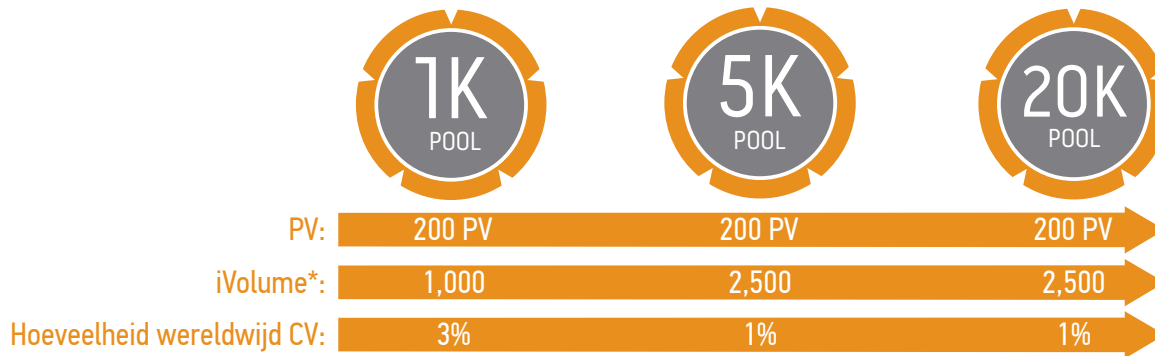 1K
POOL
5K
POOL
20K
POOL
PV: 200 PV 200 PV 200 PV
iVolume*: 1,000 2,500 2,500
Hoeveelheid wereldwijd CV: 3% 1% 1%